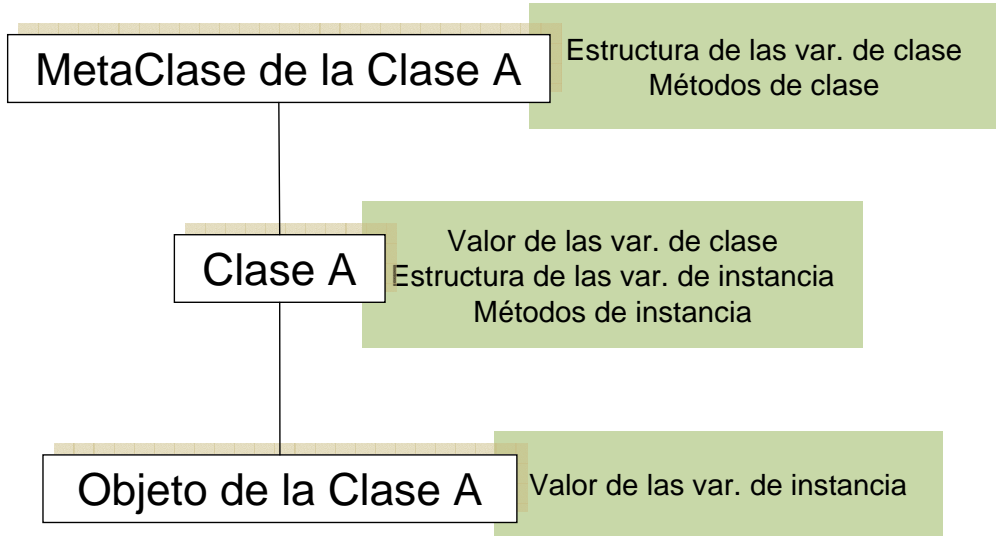 MetaClase de la Clase A
Estructura de las var. de clase
Métodos de clase
Clase A
Valor de las var. de clase
Estructura de las var. de instancia
Métodos de instancia
Objeto de la Clase A
Valor de las var. de instancia